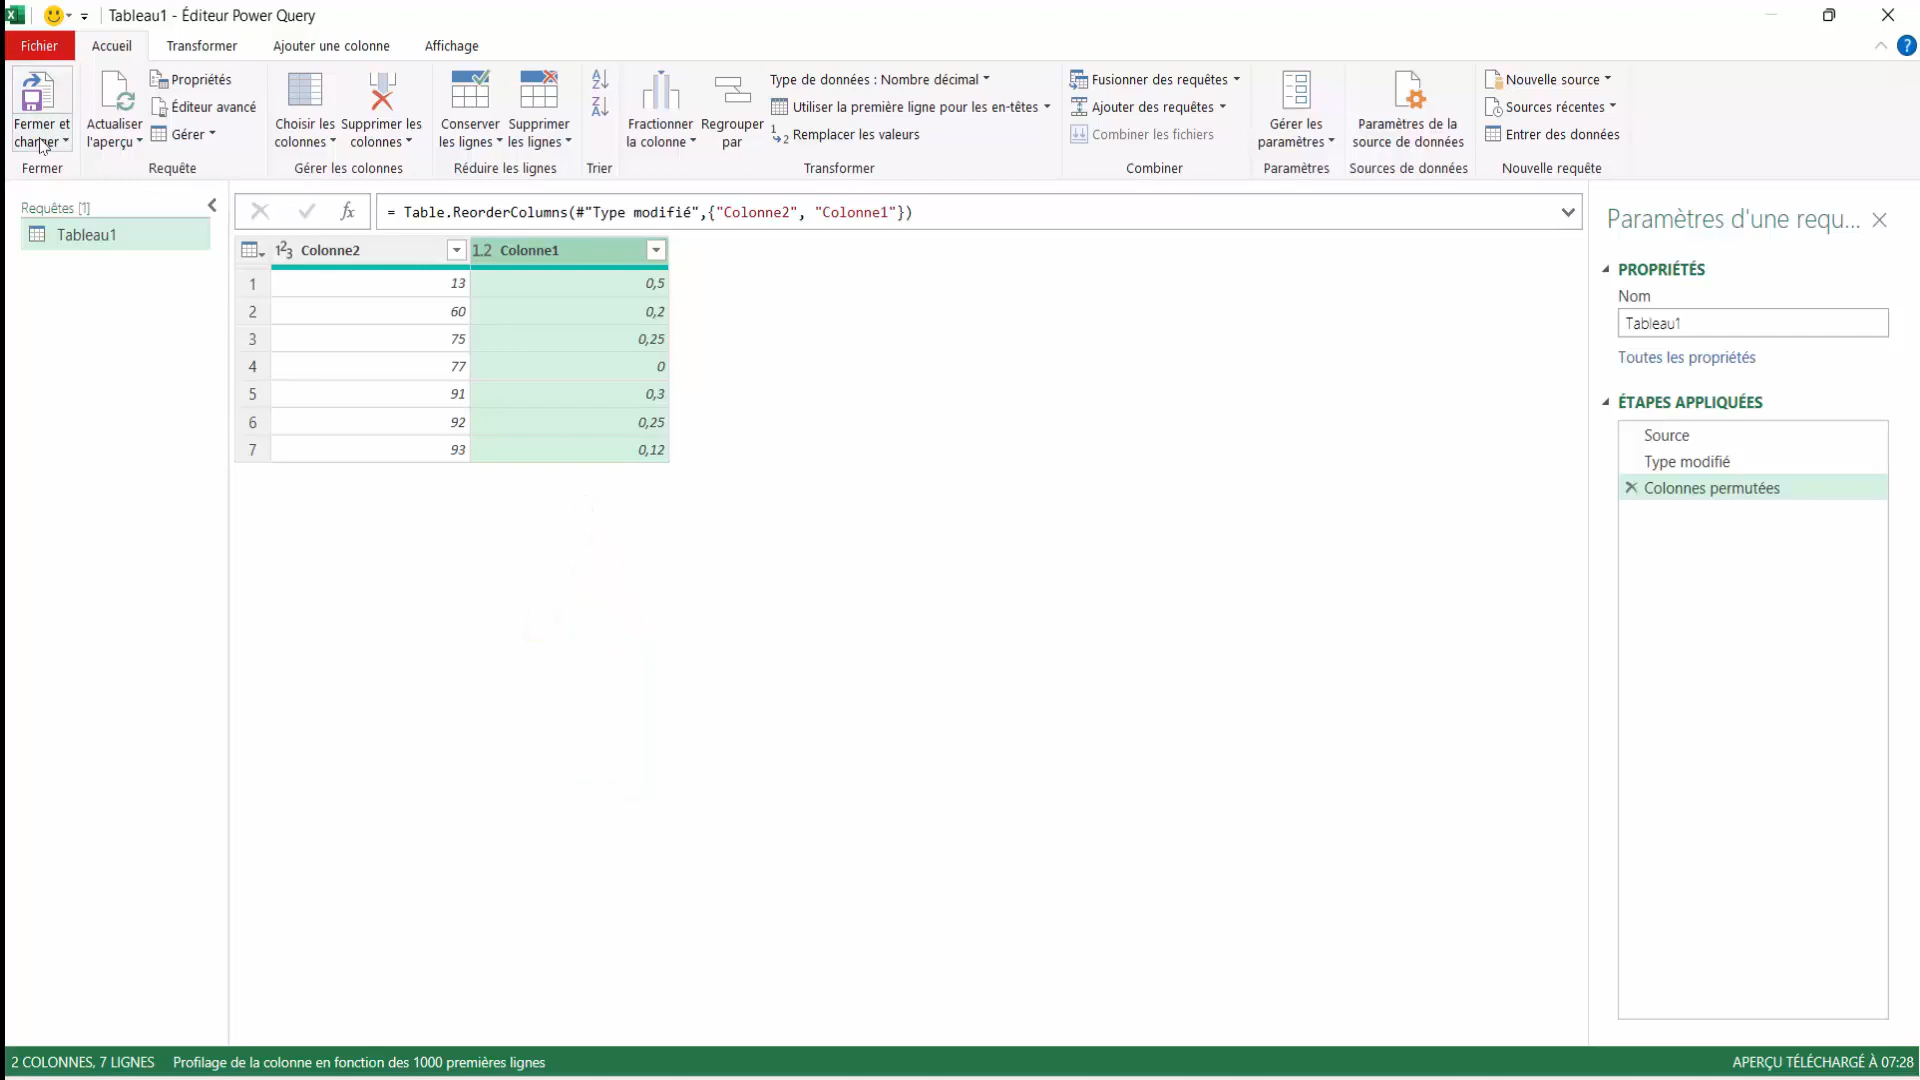 Tableau1 - Éditeur Power Query
Fichier
Accueil
Transformer
Ajouter une colonne
Affichage
Fermer et
charger
Actualiser
l'aperçu
Propriétés
Éditeur avancé
Gérer
Choisir les
colonnes
Supprimer les
colonnes
Conserver
les lignes
Supprimer
les lignes
Fractionner
la colonne
Regrouper
par
Type de données : Nombre décimal
Utiliser la première ligne pour les en-têtes
Remplacer les valeurs
Fusionner des requêtes
Ajouter des requêtes
Combiner les fichiers
Gérer les
paramètres
Paramètres de la
source de données
Nouvelle source
Sources récentes
Entrer des données
Fermer
Requête
Gérer les colonnes
Réduire les lignes
Trier
Transformer
Combiner
Paramètres
Sources de données
Nouvelle requête
Requêtes [1]
Tableau1
= Table.ReorderColumns(#"Type modifié",{"Colonne2", "Colonne1"})
Colonne2 1.2 Colonne1
1 13 0,5
2 60 0,2
3 75 0,25
4 77 0
5 91 0,3
6 92 0,25
7 93 0,12
Paramètres d'une requ...
PROPRIÉTÉS
Nom
Tableau1
Toutes les propriétés
ÉTAPES APPLIQUÉES
Source
Type modifié
Colonnes permutées
2 COLONNES, 7 LIGNES
Profilage de la colonne en fonction des 1000 premières lignes
APERÇU TÉLÉCHARGÉ À 07:28